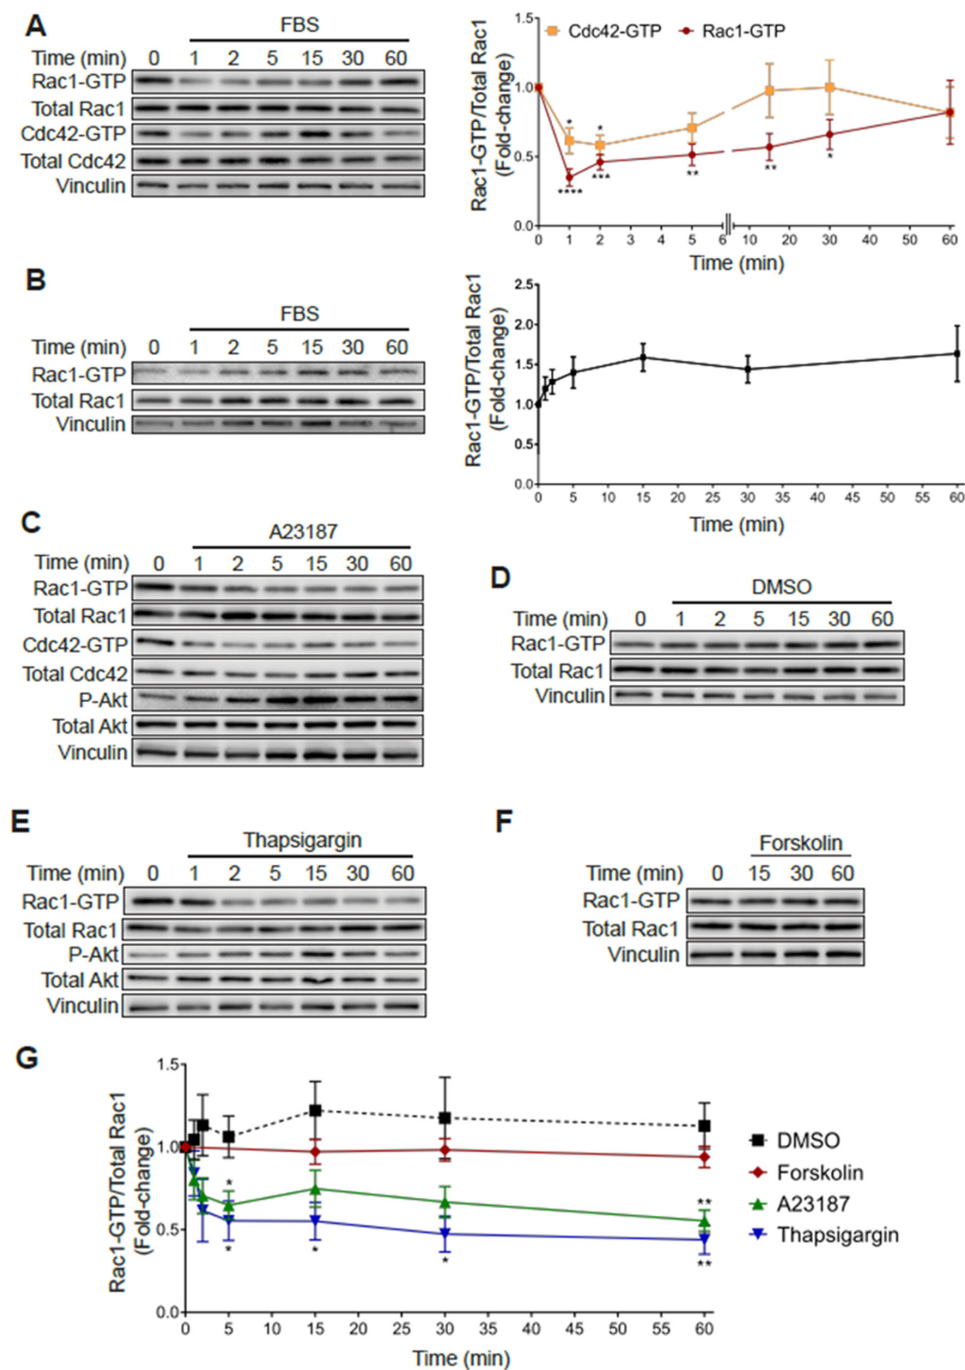 A
FBS
Time (min) 0 1 2 5 15 30 60
Rac1-GTP
Total Rac1
Cdc42-GTP
Total Cdc42
Vinculin
Cdc42-GTP Rac1-GTP
Rac1-GTP/Total Rac1
(Fold-change)
1.5
1.0
0.5
0.0
* *
**** *** ** ** *
0 1 2 3 4 5 6 10 20 30 40 50 60
Time (min)
B
FBS
Time (min) 0 1 2 5 15 30 60
Rac1-GTP
Total Rac1
Vinculin
Rac1-GTP/Total Rac1
(Fold-change)
2.5
2.0
1.5
1.0
1.5
0.0
0 5 10 15 20 25 30 35 40 45 50 55 60
Time (min)
C
A23187
Time (min) 0 1 2 5 15 30 60
Rac1-GTP
Total Rac1
Cdc42-GTP
Total Cdc42
P-Akt
Total Akt
Vinculin
D
DMSO
Time (min) 0 1 2 5 15 30 60
Rac1-GTP
Total Rac1
Vinculin
E
Thapsigargin
Time (min) 0 1 2 5 15 30 60
Rac1-GTP
Total Rac1
P-Akt
Total Akt
Vinculin
F
Forskolin
Time (min) 0 15 30 60
Rac1-GTP
Total Rac1
Vinculin
G
Rac1-GTP/Total Rac1
(Fold-change)
1.5
1.0
0.5
0.0
* **
* * * **
0 5 10 15 20 25 30 35 40 45 50 55 60
Time (min)
DMSO
Forskolin
A23187
Thapsigargin